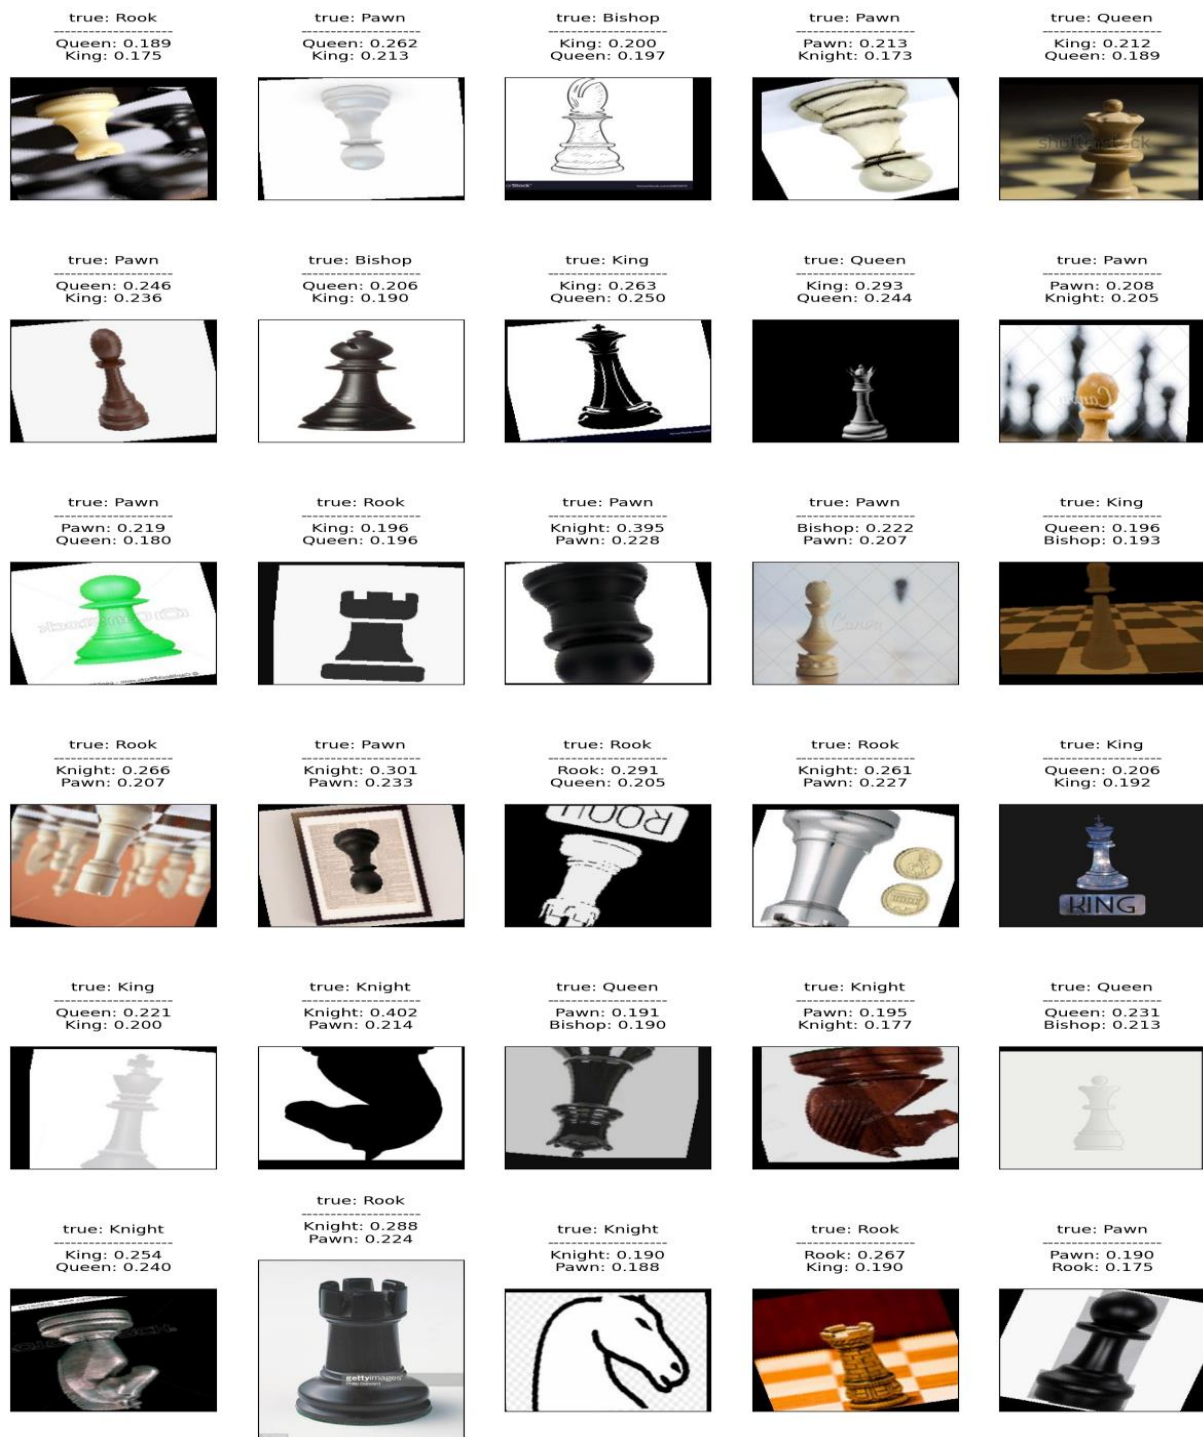 true: Rook
--------------------
Queen: 0.189
King: 0.175
true: Pawn
--------------------
Queen: 0.262
King: 0.213
true: Bishop
--------------------
King: 0.200
Queen: 0.197
true: Pawn
--------------------
Pawn: 0.213
Knight: 0.173
true: Queen
--------------------
King: 0.212
Queen: 0.189
shutterstock
true: Pawn
--------------------
Queen: 0.246
King: 0.236
true: Bishop
--------------------
Queen: 0.206
King: 0.190
true: King
--------------------
King: 0.263
Queen: 0.250
true: Queen
--------------------
King: 0.293
Queen: 0.244
true: Pawn
--------------------
Pawn: 0.208
Knight: 0.205
Canva
true: Pawn
--------------------
Pawn: 0.219
Queen: 0.180
true: Rook
--------------------
King: 0.196
Queen: 0.196
true: Pawn
--------------------
Knight: 0.395
Pawn: 0.228
true: Pawn
--------------------
Bishop: 0.222
Pawn: 0.207
Canva
true: King
--------------------
Queen: 0.196
Bishop: 0.193
true: Rook
--------------------
Knight: 0.266
Pawn: 0.207
true: Pawn
--------------------
Knight: 0.301
Pawn: 0.233
true: Rook
--------------------
Rook: 0.291
Queen: 0.205
ROOK
true: Rook
--------------------
Knight: 0.261
Pawn: 0.227
true: King
--------------------
Queen: 0.206
King: 0.192
KING
true: King
--------------------
Queen: 0.221
King: 0.200
true: Knight
--------------------
Knight: 0.402
Pawn: 0.214
true: Queen
--------------------
Pawn: 0.191
Bishop: 0.190
true: Knight
--------------------
Pawn: 0.195
Knight: 0.177
true: Queen
--------------------
Queen: 0.231
Bishop: 0.213
true: Knight
--------------------
King: 0.254
Queen: 0.240
true: Rook
--------------------
Knight: 0.288
Pawn: 0.224
gettyimages
true: Knight
--------------------
Knight: 0.190
Pawn: 0.188
true: Rook
--------------------
Rook: 0.267
King: 0.190
true: Pawn
--------------------
Pawn: 0.190
Rook: 0.175